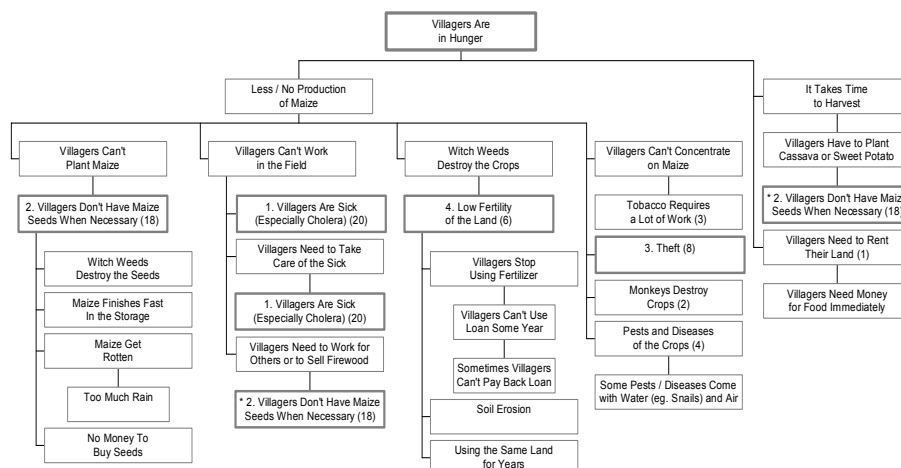 Villagers Are
in Hunger
Less / No Production
of Maize
It Takes Time
to Harvest
Villagers Can't
Plant Maize
Villagers Can't Work
in the Field
Witch Weeds
Destroy the Crops
Villagers Can't Concentrate
on Maize
Villagers Have to Plant
Cassava or Sweet Potato
2. Villagers Don't Have Maize
Seeds When Necessary (18)
1. Villagers Are Sick
(Especially Cholera) (20)
4. Low Fertility
of the Land (6)
Tobacco Requires
a Lot of Work (3)
* 2. Villagers Don't Have Maize
Seeds When Necessary (18)
Witch Weeds
Destroy the Seeds
Villagers Need to Take
Care of the Sick
Villagers Stop
Using Fertilizer
3. Theft (8)
Villagers Need to Rent
Their Land (1)
Maize Finishes Fast
In the Storage
1. Villagers Are Sick
(Especially Cholera) (20)
Villagers Can't Use
Loan Some Year
Monkeys Destroy
Crops (2)
Villagers Need Money
for Food Immediately
Maize Get
Rotten
Villagers Need to Work for
Others or to Sell Firewood
Sometimes Villagers
Can't Pay Back Loan
Pests and Diseases
of the Crops (4)
Too Much Rain
* 2. Villagers Don't Have Maize
Seeds When Necessary (18)
Soil Erosion
Some Pests / Diseases Come
with Water (eg. Snails) and Air
No Money To
Buy Seeds
Using the Same Land
for Years